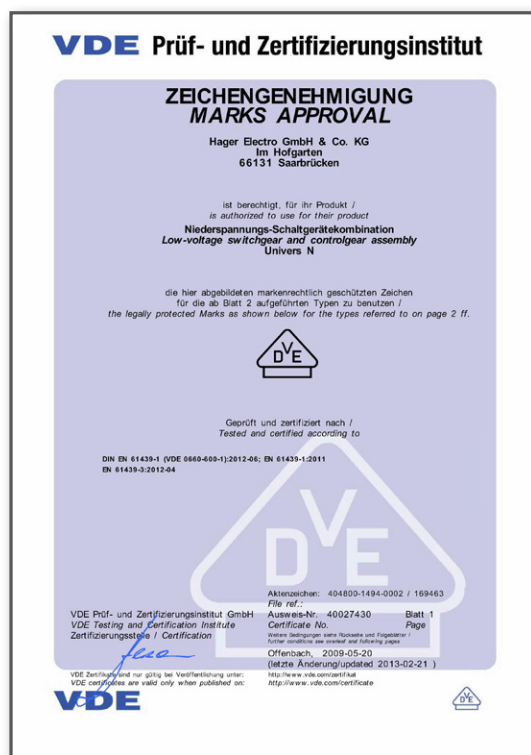 VDE Prüf- und Zertifizierungsinstitut
ZEICHENGENEHMIGUNG
MARKS APPROVAL
Hager Electro GmbH & Co. KG
Im Hofgarten
66131 Saarbrücken
ist berechtigt, für ihr Produkt /
is authorized to use for their product
Niederspannungs-Schaltgerätekombination
Low-voltage switchgear and controlgear assembly
Univers N
die hier abgebildeten markenrechtlich geschützten Zeichen
für die ab Blatt 2 aufgeführten Typen zu benutzen /
the legally protected Marks as shown below for the types referred to on page 2 ff.
DVE
Geprüft und zertifiziert nach /
Tested and certified according to
DIN EN 61439-1 (VDE 0660-600-1):2012-06; EN 61439-1:2011
EN 61439-3:2012-04
DVE
Aktenzeichen: 404800-1494-0002 / 169463
File ref.:
VDE Prüf- und Zertifizierungsinstitut GmbH Ausweis-Nr. 40027430 Blatt 1
VDE Testing and Certification Institute Certificate No. Page
Zertifizierungsstelle / Certification
Weitere Bedingungen siehe Rückseite und Folgeblätter /
further conditions see overleaf and following pages
Offenbach, 2009-05-20
(letzte Änderung/updated 2013-02-21 )
VDE Zertifikate sind nur gültig bei Veröffentlichung unter: http://www.vde.com/zertifikat
VDE certificates are valid only when published on: http://www.vde.com/certificate
VDE
DVE